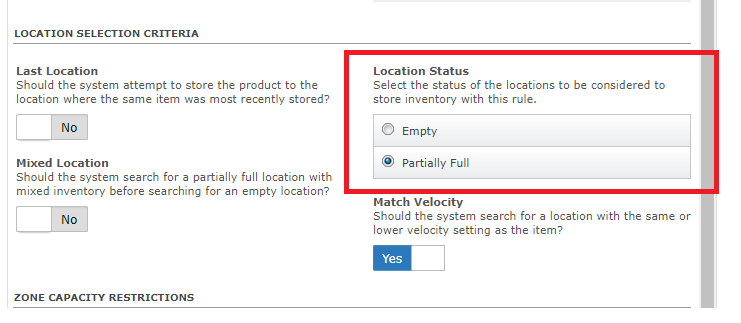 LOCATION SELECTION CRITERIA
Last Location
Should the system attempt to store the product to the
location where the same item was most recently stored?
No
Mixed Location
Should the system search for a partially full location with
mixed inventory before searching for an empty location?
No
Location Status
Select the status of the locations to be considered to
store inventory with this rule.
Empty
Partially Full
Match Velocity
Should the system search for a location with the same or
lower velocity setting as the item?
Yes
ZONE CAPACITY RESTRICTIONS